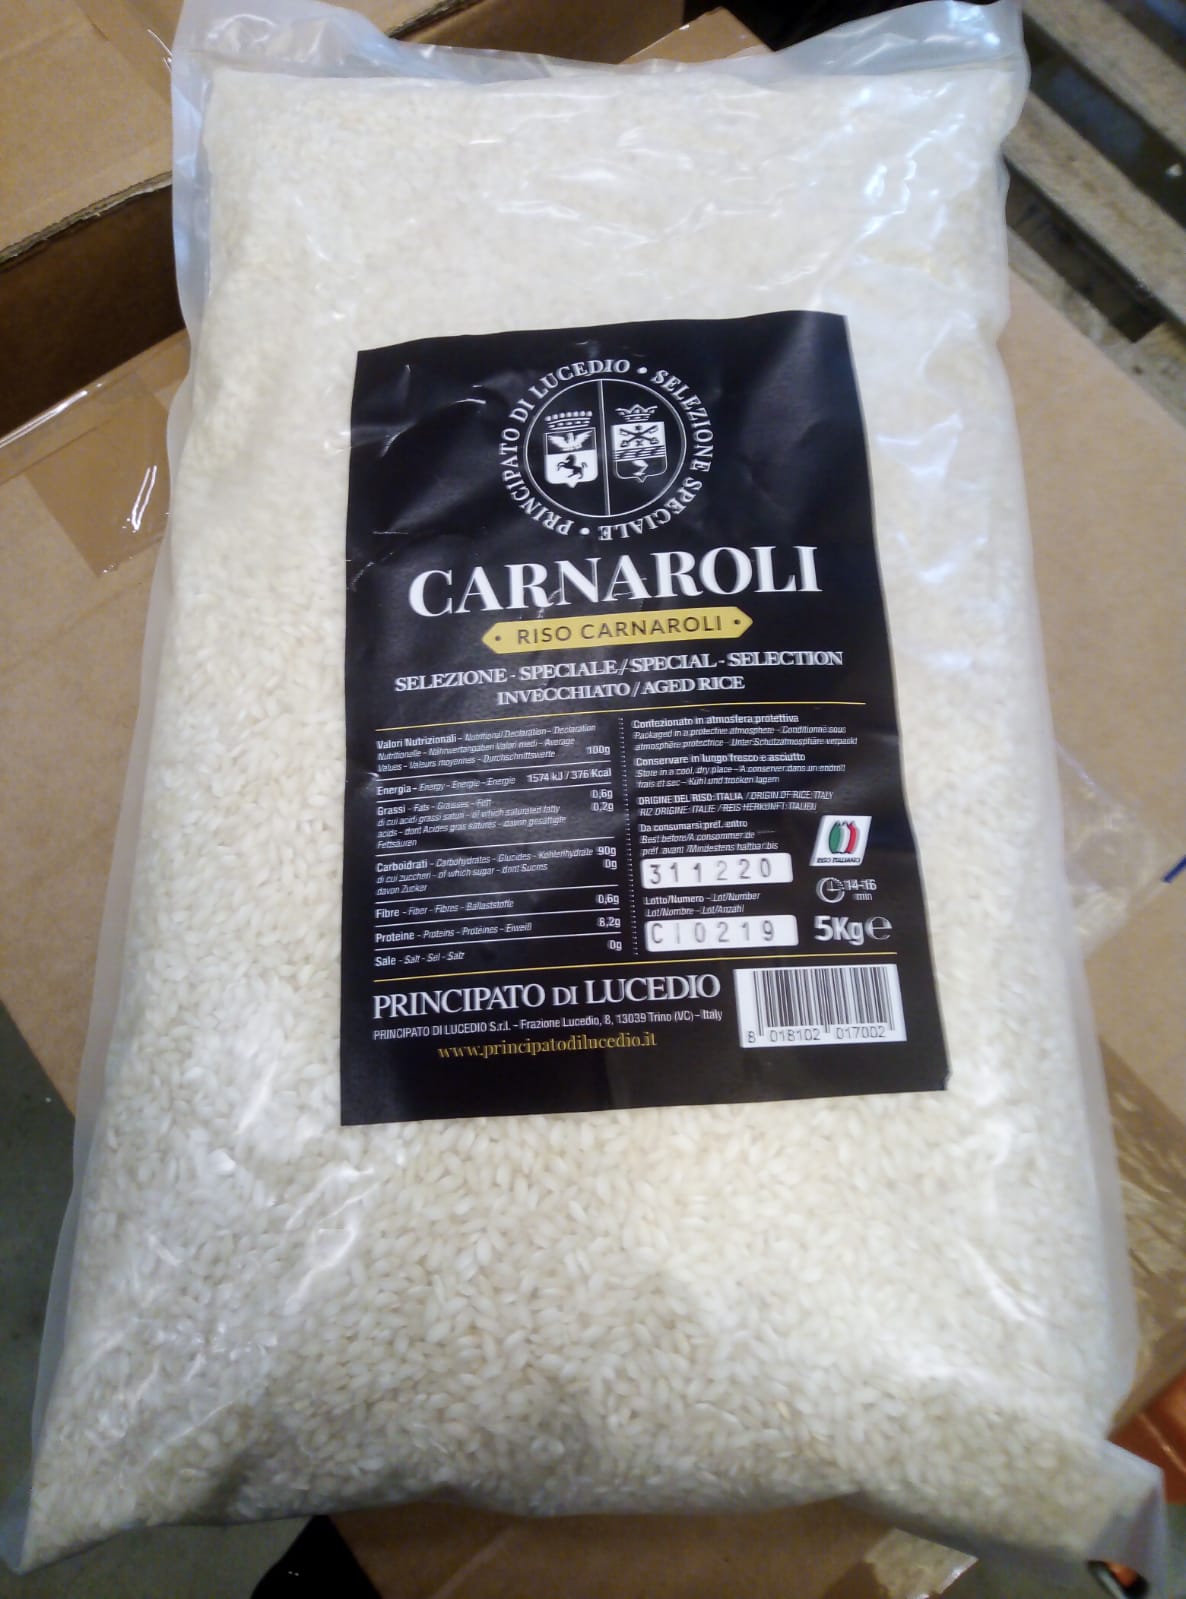 PRINCIPATO DI LUCEDIO • SELEZIONE SPECIALE •
CARNAROLI
• RISO CARNAROLI •
SELEZIONE - SPECIALE / SPECIAL - SELECTION
INVECCHIATO / AGED RICE
Valori Nutrizionali - Nutritional Declaration - Declaration
Nutritionelle - Nährwertangaben Valori medi - Average
Values - Valeurs moyennes - Durchschnittswerte 100g
Energia - Energy - Energie - Energie 1574 kJ / 376 Kcal
Grassi - Fats - Graisses - Fett 0,6g
di cui acidi grassi saturi - of which saturated fatty 0,2g
acids - dont Acides gras saturés - davon gesättigte
Fettsäuren
Carboidrati - Carbohydrates - Glucides - Kohlenhydrate 90g
di cui zuccheri - of which sugar - dont Sucres 0g
davon Zucker
Fibre - Fiber - Fibres - Ballaststoffe 0,6g
Proteine - Proteins - Protéines - Eiweiß 8,2g
Sale - Salt - Sel - Salz 0g
Confezionato in atmosfera protettiva
Packaged in a protective atmosphere - Conditionné sous
atmosphère protectrice - Unter Schutzatmosphäre verpackt
Conservare in luogo fresco e asciutto
Store in a cool, dry place - A conserver dans un endroit
frais et sec - Kühl und trocken lagern
ORIGINE DEL RISO: ITALIA / ORIGIN OF RICE: ITALY
RIZ ORIGINE: ITALIE / REIS HERKUNFT: ITALIEN
Da consumarsi pref. entro
Best before/A consommer de
préf. avant /Mindestens haltbar bis
311220
RISO ITALIANO
14-16
min
Lotto/Numero - Lot/Number
Lot/Nombre - Lot/Anzahl
CI0219
5Kg e
PRINCIPATO DI LUCEDIO
PRINCIPATO DI LUCEDIO S.r.l. - Frazione Lucedio, 8, 13039 Trino (VC) - Italy
www.principatodilucedio.it
8 018102 017002